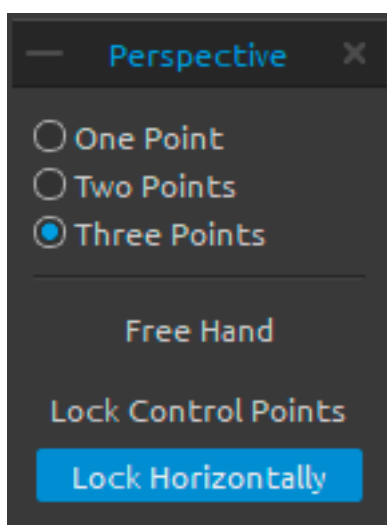 Perspective
One Point
Two Points
Three Points
Free Hand
Lock Control Points
Lock Horizontally